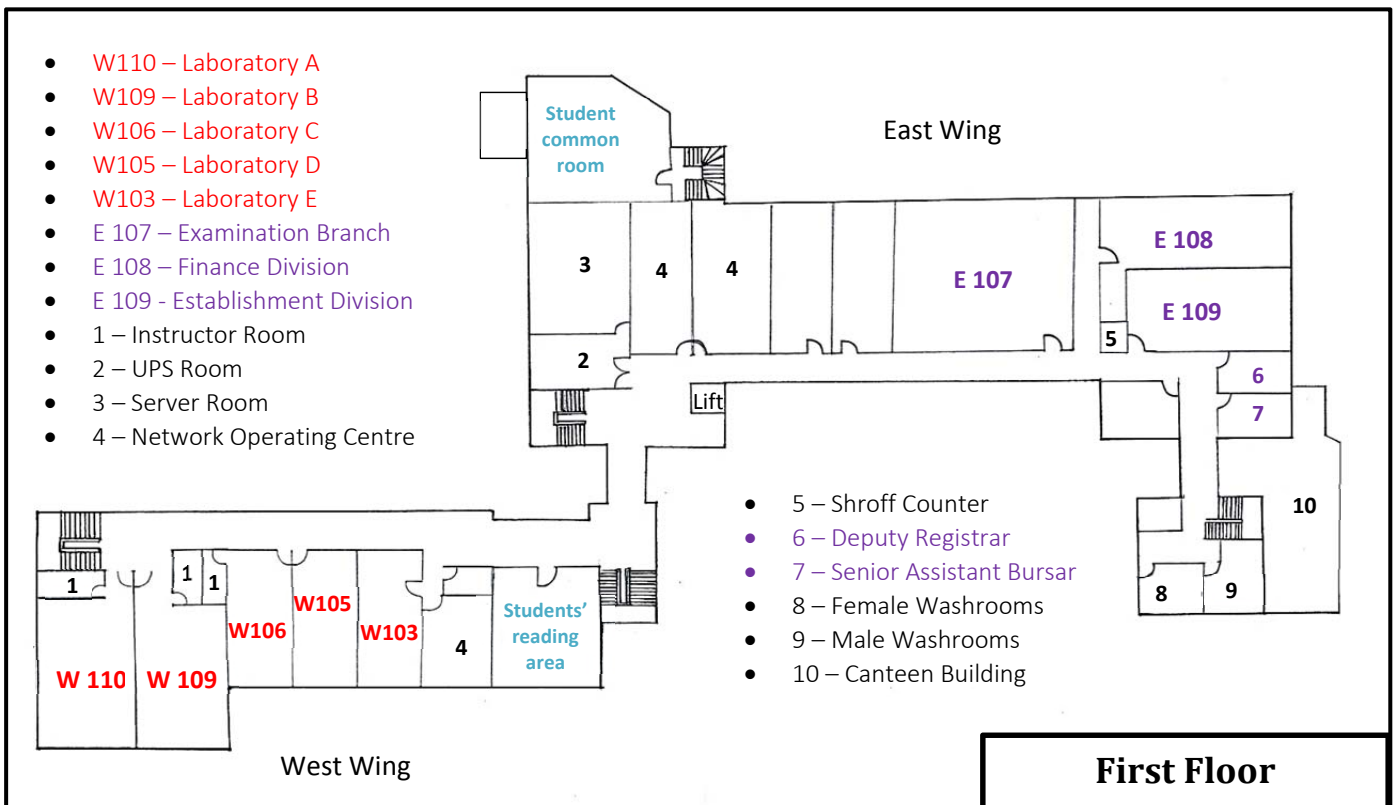 • W110 – Laboratory A
• W109 – Laboratory B
• W106 – Laboratory C
• W105 – Laboratory D
• W103 – Laboratory E
• E 107 – Examination Branch
• E 108 – Finance Division
• E 109 - Establishment Division
• 1 – Instructor Room
• 2 – UPS Room
• 3 – Server Room
• 4 – Network Operating Centre
Student
common
room
East Wing
3
4
4
E 107
E 108
E 109
5
2
6
7
Lift
10
8
9
• 5 – Shroff Counter
• 6 – Deputy Registrar
• 7 – Senior Assistant Bursar
• 8 – Female Washrooms
• 9 – Male Washrooms
• 10 – Canteen Building
1
1
1
W 110
W 109
W106
W105
W103
4
Students'
reading
area
West Wing
First Floor